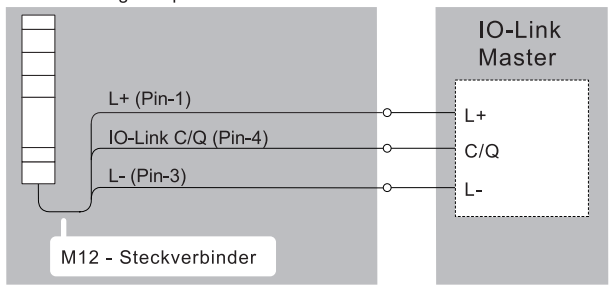 IO-Link
Master
L+ (Pin-1)
L+
IO-Link C/Q (Pin-4)
C/Q
L- (Pin-3)
L-
M12 - Steckverbinder